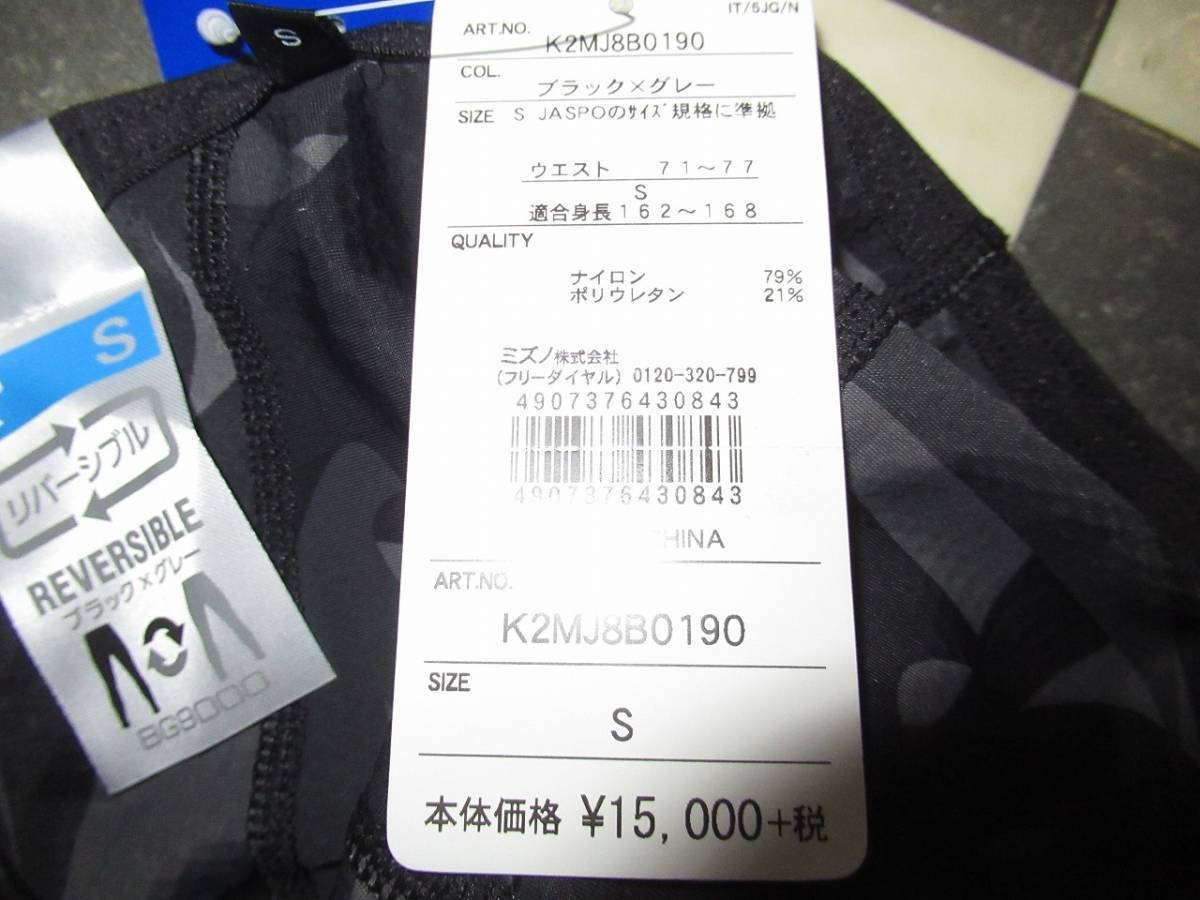 S
IT/5JG/N
ART.NO. K2MJ8B0190
COL. ブラック×グレー
SIZE S JASPOのｻｲｽﾞ規格に準拠
ウエスト 71～77
S
適合身長162～168
QUALITY
ナイロン 79%
ポリウレタン 21%
ミズノ株式会社
(フリーダイヤル) 0120-320-799
4907376430843
4907376430843
CHINA
ART.NO.
K2MJ8B0190
SIZE
S
本体価格 ¥15,000+税
S
リバーシブル
REVERSIBLE
ブラック×グレー
BG9000